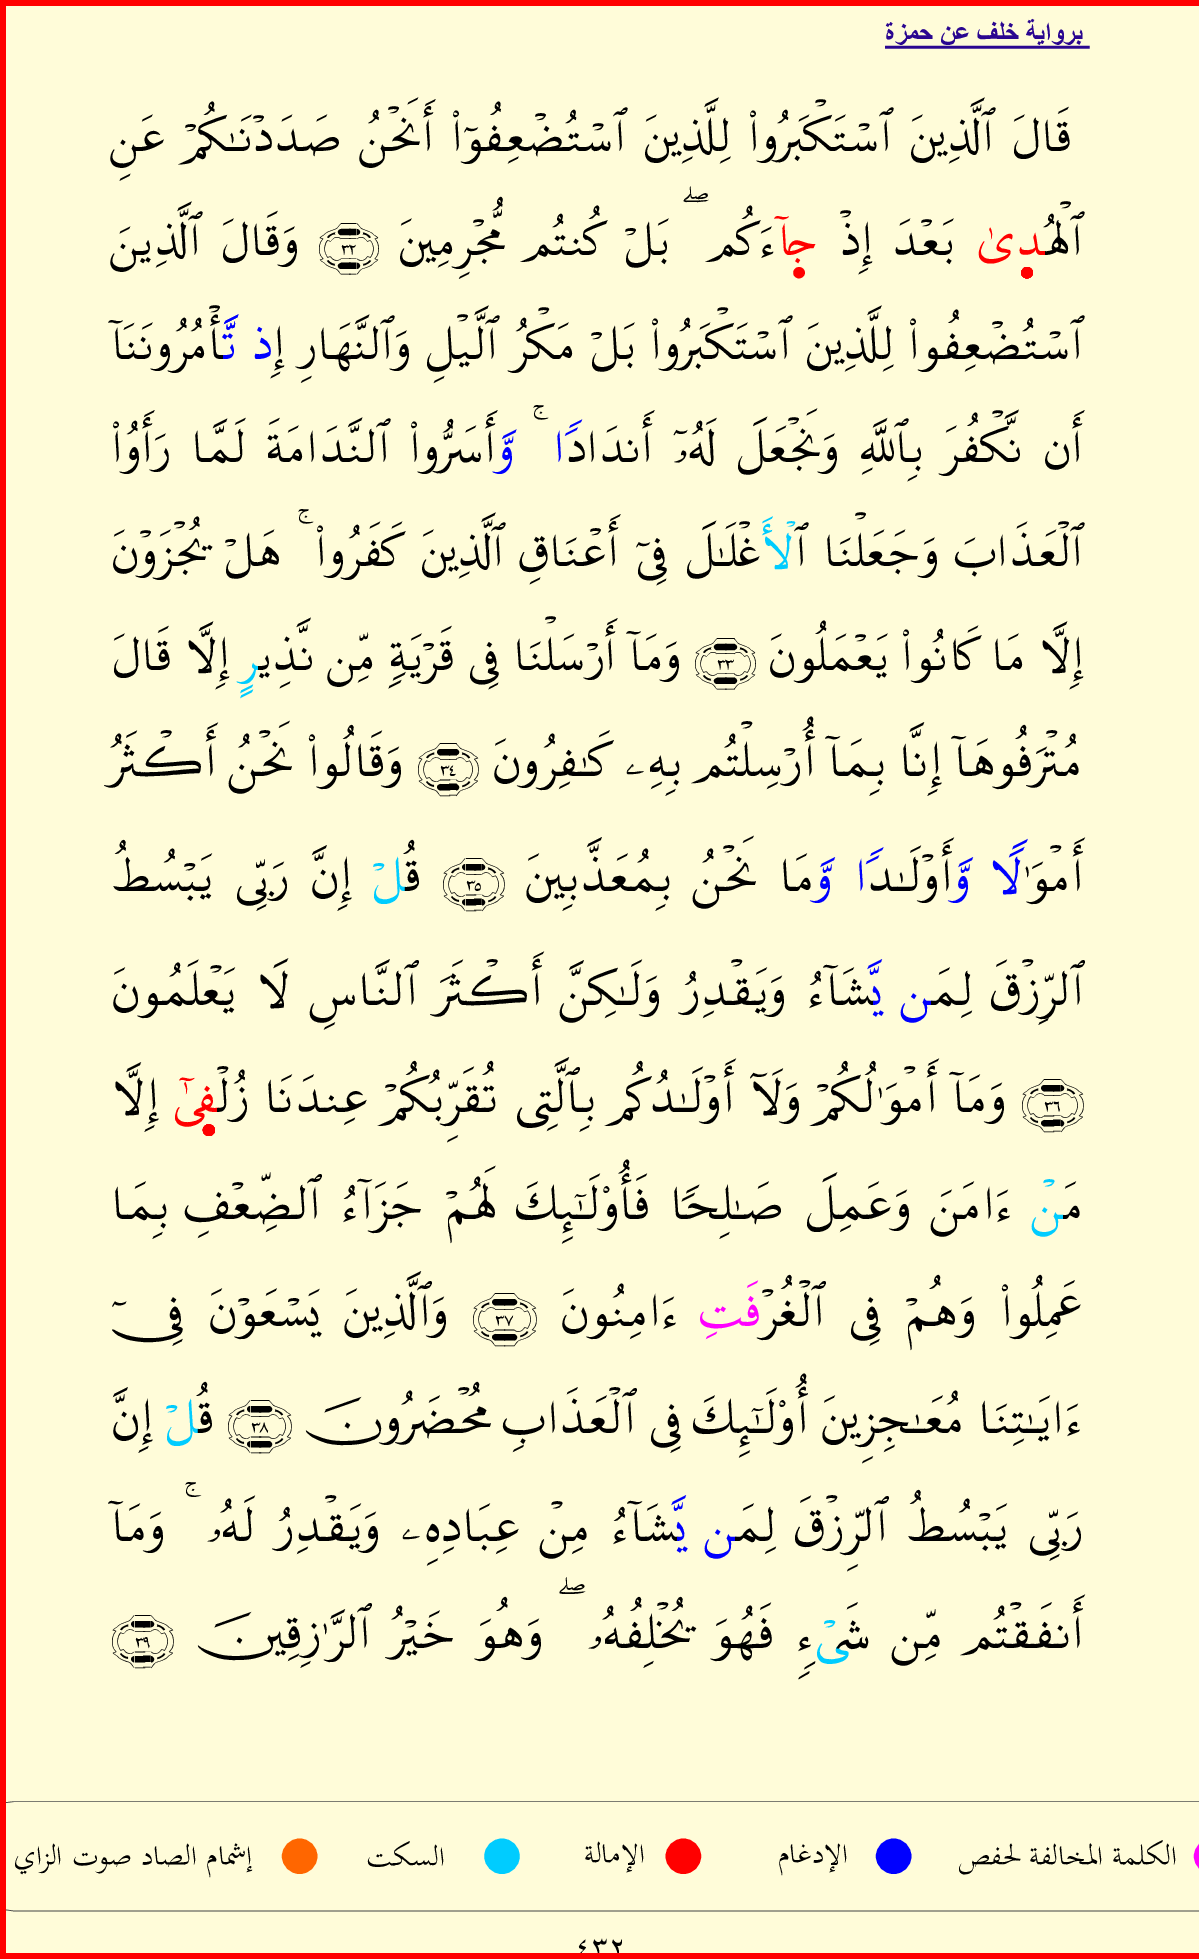 برواية خلف عن حمزة
قَالَ ٱلَّذِينَ ٱسۡتَكۡبَرُواْ لِلَّذِينَ ٱسۡتُضۡعِفُوٓاْ أَنَحۡنُ صَدَدۡنَٰكُمۡ عَنِ
ٱلۡهُدِىٰ بَعۡدَ إِذۡ جِآءَكُمۖ بَلۡ كُنتُم مُّجۡرِمِينَ ٣٢ وَقَالَ ٱلَّذِينَ
ٱسۡتُضۡعِفُواْ لِلَّذِينَ ٱسۡتَكۡبَرُواْ بَلۡ مَكۡرُ ٱلَّيۡلِ وَٱلنَّهَارِ إِذ تَّأۡمُرُونَنَآ
أَن نَّكۡفُرَ بِٱللَّهِ وَنَجۡعَلَ لَهُۥٓ أَندَادٗاۚ وَّأَسَرُّواْ ٱلنَّدَامَةَ لَمَّا رَأَوُاْ
ٱلۡعَذَابَ وَجَعَلۡنَا ٱلۡأَغۡلَٰلَ فِيٓ أَعۡنَاقِ ٱلَّذِينَ كَفَرُواْۚ هَلۡ يُجۡزَوۡنَ
إِلَّا مَا كَانُواْ يَعۡمَلُونَ ٣٣ وَمَآ أَرۡسَلۡنَا فِي قَرۡيَةٖ مِّن نَّذِيرٍ إِلَّا قَالَ
مُتۡرَفُوهَآ إِنَّا بِمَآ أُرۡسِلۡتُم بِهِۦ كَٰفِرُونَ ٣٤ وَقَالُواْ نَحۡنُ أَكۡثَرُ
أَمۡوَٰلٗا وَّأَوۡلَٰدٗا وَّمَا نَحۡنُ بِمُعَذَّبِينَ ٣٥ قُلۡ إِنَّ رَبِّي يَبۡسُطُ
ٱلرِّزۡقَ لِمَن يَّشَآءُ وَيَقۡدِرُ وَلَٰكِنَّ أَكۡثَرَ ٱلنَّاسِ لَا يَعۡلَمُونَ
٣٦ وَمَآ أَمۡوَٰلُكُمۡ وَلَآ أَوۡلَٰدُكُم بِٱلَّتِي تُقَرِّبُكُمۡ عِندَنَا زُلۡفِىٰٓ إِلَّا
مَنۡ ءَامَنَ وَعَمِلَ صَٰلِحٗا فَأُوْلَٰٓئِكَ لَهُمۡ جَزَآءُ ٱلضِّعۡفِ بِمَا
عَمِلُواْ وَهُمۡ فِي ٱلۡغُرۡفَتِ ءَامِنُونَ ٣٧ وَٱلَّذِينَ يَسۡعَوۡنَ فِيٓ
ءَايَٰتِنَا مُعَٰجِزِينَ أُوْلَٰٓئِكَ فِي ٱلۡعَذَابِ مُحۡضَرُونَ ٣٨ قُلۡ إِنَّ
رَبِّي يَبۡسُطُ ٱلرِّزۡقَ لِمَن يَّشَآءُ مِنۡ عِبَادِهِۦ وَيَقۡدِرُ لَهُۥۚ وَمَآ
أَنفَقۡتُم مِّن شَيۡءٖ فَهُوَ يُخۡلِفُهُۥۖ وَهُوَ خَيۡرُ ٱلرَّٰزِقِينَ ٣٩
الكلمة المخالفة لحفص الإدغام الإمالة السكت إشمام الصاد صوت الزاي
٤٣٢